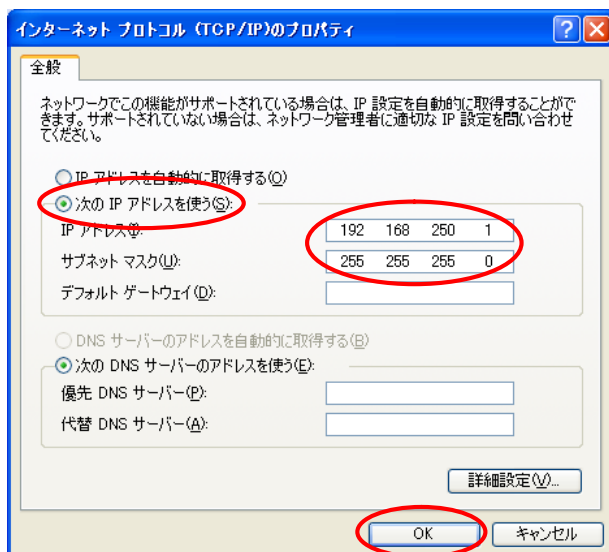 インターネット プロトコル (TCP/IP)のプロパティ
全般
ネットワークでこの機能がサポートされている場合は、IP 設定を自動的に取得することがで
きます。サポートされていない場合は、ネットワーク管理者に適切な IP 設定を問い合わせ
てください。
IP アドレスを自動的に取得する(O)
次の IP アドレスを使う(S):
IP アドレス(I): 192 168 250 1
サブネット マスク(U): 255 255 255 0
デフォルト ゲートウェイ(D):
DNS サーバーのアドレスを自動的に取得する(B)
次の DNS サーバーのアドレスを使う(E):
優先 DNS サーバー(P):
代替 DNS サーバー(A):
詳細設定(V)...
OK キャンセル